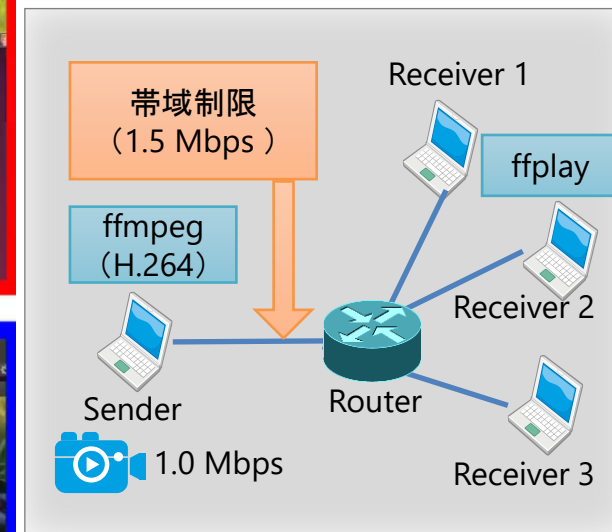 Receiver 1
帯域制限
（1.5 Mbps ）
ffplay
ffmpeg
（H.264）
Receiver 2
Sender
Router
1.0 Mbps
Receiver 3